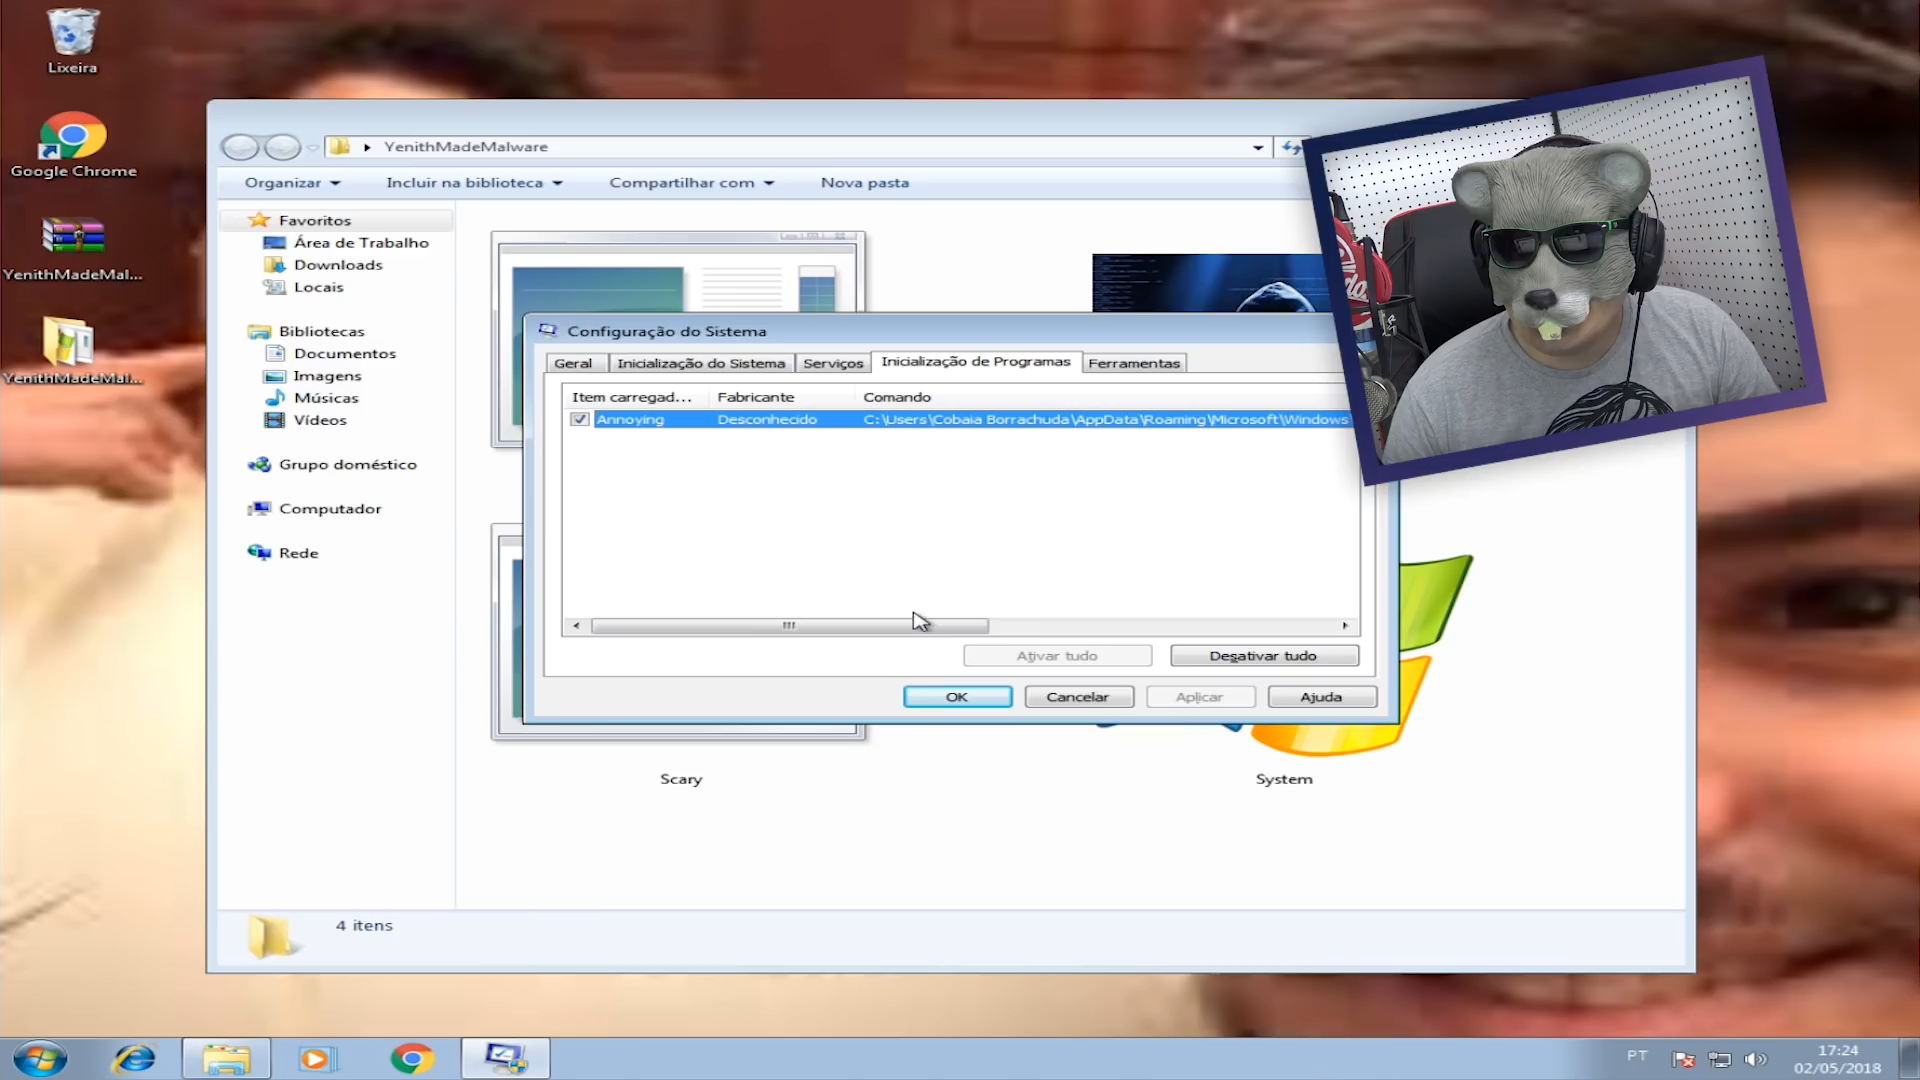 Lixeira
Google Chrome
YenithMadeMal...
YenithMadeMal...
YenithMadeMalware
Organizar
Incluir na biblioteca
Compartilhar com
Nova pasta
Favoritos
Área de Trabalho
Downloads
Locais
Bibliotecas
Documentos
Imagens
Músicas
Vídeos
Grupo doméstico
Computador
Rede
Configuração do Sistema
Geral
Inicialização do Sistema
Serviços
Inicialização de Programas
Ferramentas
Item carregad...
Fabricante
Comando
Annoying
Desconhecido
C:\Users\Cobaia Borrachuda\AppData\Roaming\Microsoft\Windows
Ativar tudo
Desativar tudo
OK
Cancelar
Aplicar
Ajuda
Scary
System
4 itens
PT
17:24
02/05/2018